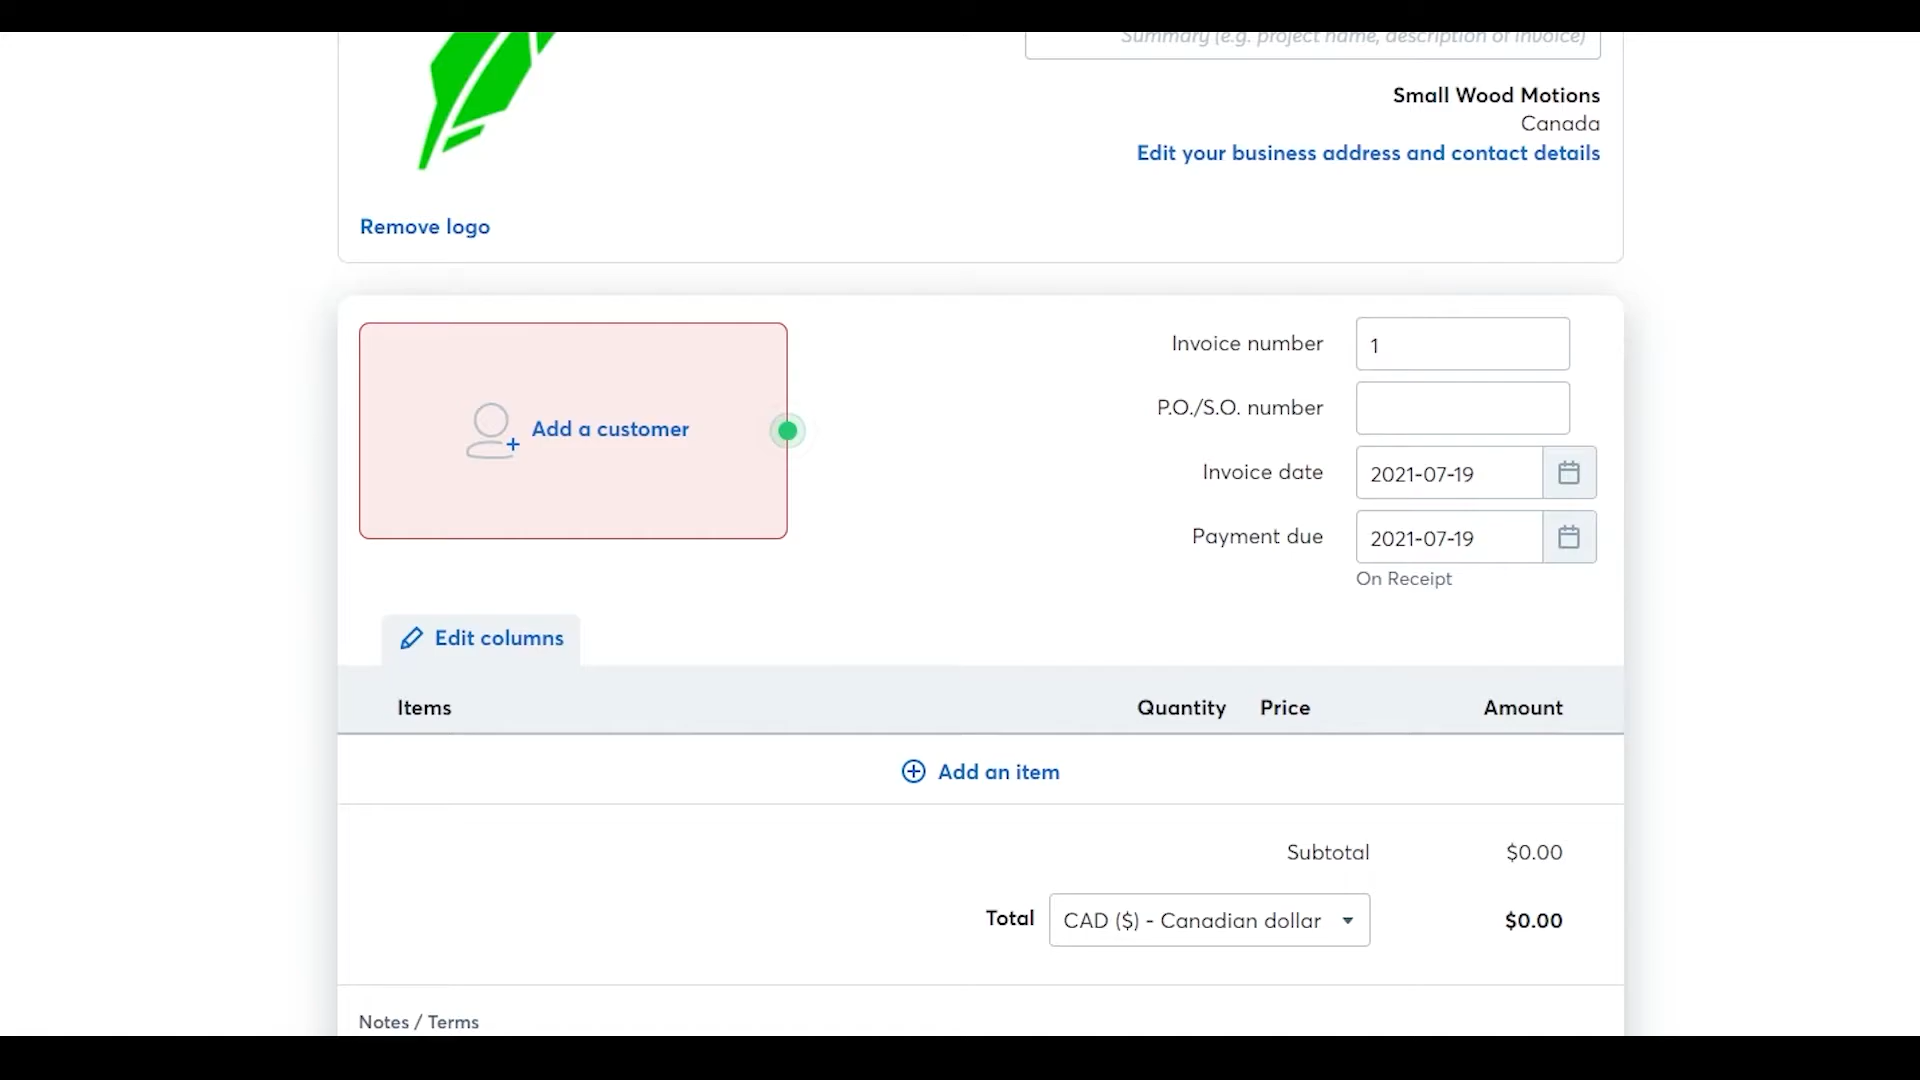 Summary (e.g. project name, description of invoice)
Small Wood Motions
Canada
Edit your business address and contact details
Remove logo
Add a customer
Invoice number 1
P.O./S.O. number
Invoice date 2021-07-19
Payment due 2021-07-19
On Receipt
Edit columns
Items Quantity Price Amount
Add an item
Subtotal $0.00
Total CAD ($) - Canadian dollar $0.00
Notes / Terms